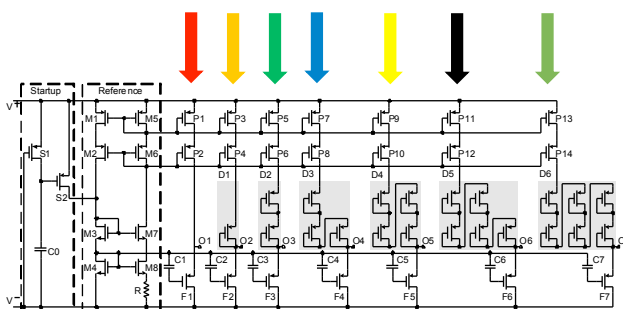 Startup Reference
V+
M1 M5 P1 P3 P5 P7 P9 P11 P13
S1 M2 M6 P2 P4 P6 P8 P10 P12 P14
D1 D2 D3 D4 D5 D6
S2
M3 M7 O1 O2 O3 O4 O5 O6 O
C0 M4 M8 C1 C2 C3 C4 C5 C6 C7
R F1 F2 F3 F4 F5 F6 F7
V-